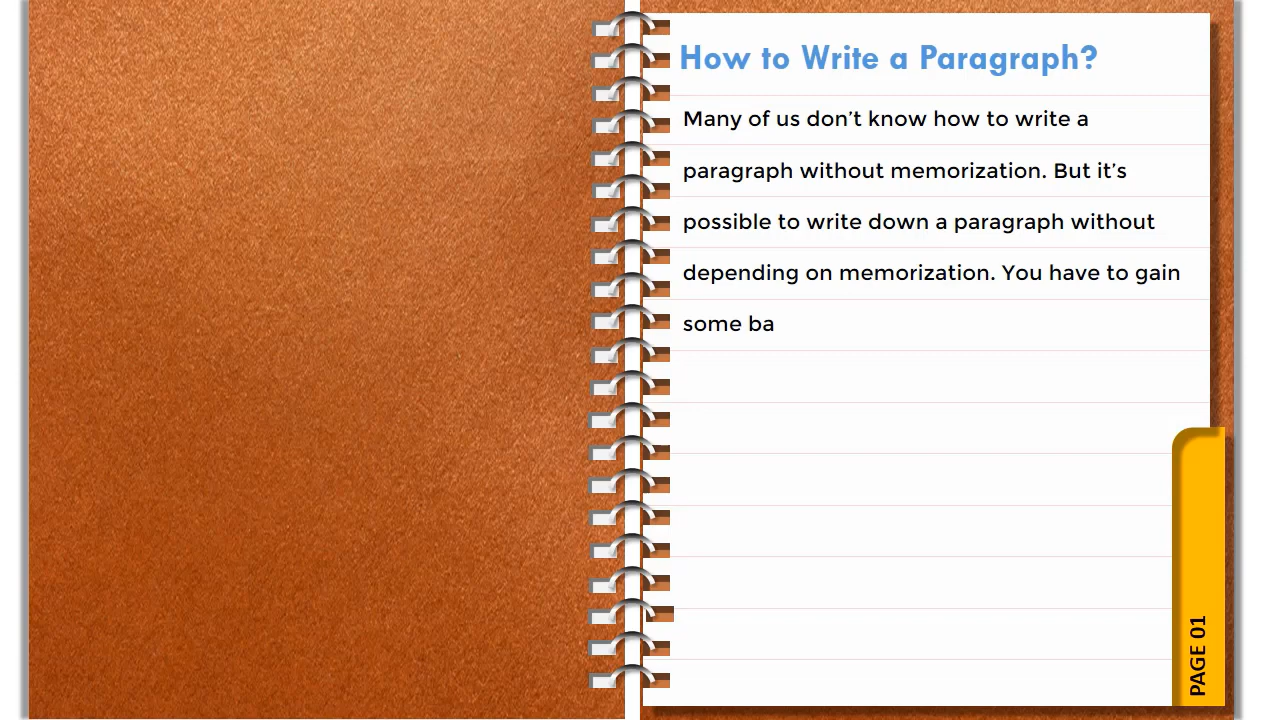 How to Write a Paragraph?
Many of us don’t know how to write a
paragraph without memorization. But it’s
possible to write down a paragraph without
depending on memorization. You have to gain
some ba
PAGE 01